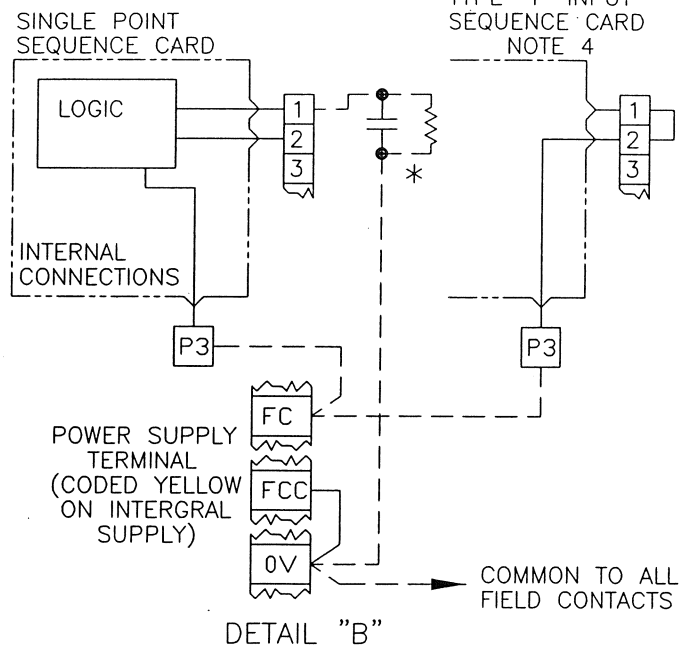 SINGLE POINT
SEQUENCE CARD
INPUT
SEQUENCE CARD
NOTE 4
LOGIC
1
2
3
*
1
2
3
INTERNAL
CONNECTIONS
P3
P3
FC
POWER SUPPLY
TERMINAL
(CODED YELLOW
ON INTERGRAL
SUPPLY)
FCC
0V
COMMON TO ALL
FIELD CONTACTS
DETAIL "B"